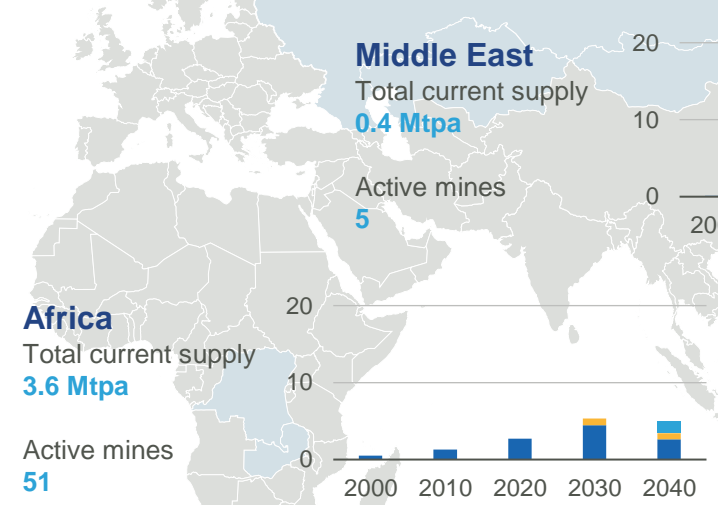 Middle East
Total current supply
0.4 Mtpa
Active mines
5
20
10
0
20
Africa
Total current supply
3.6 Mtpa
Active mines
51
20
10
0
2000 2010 2020 2030 2040